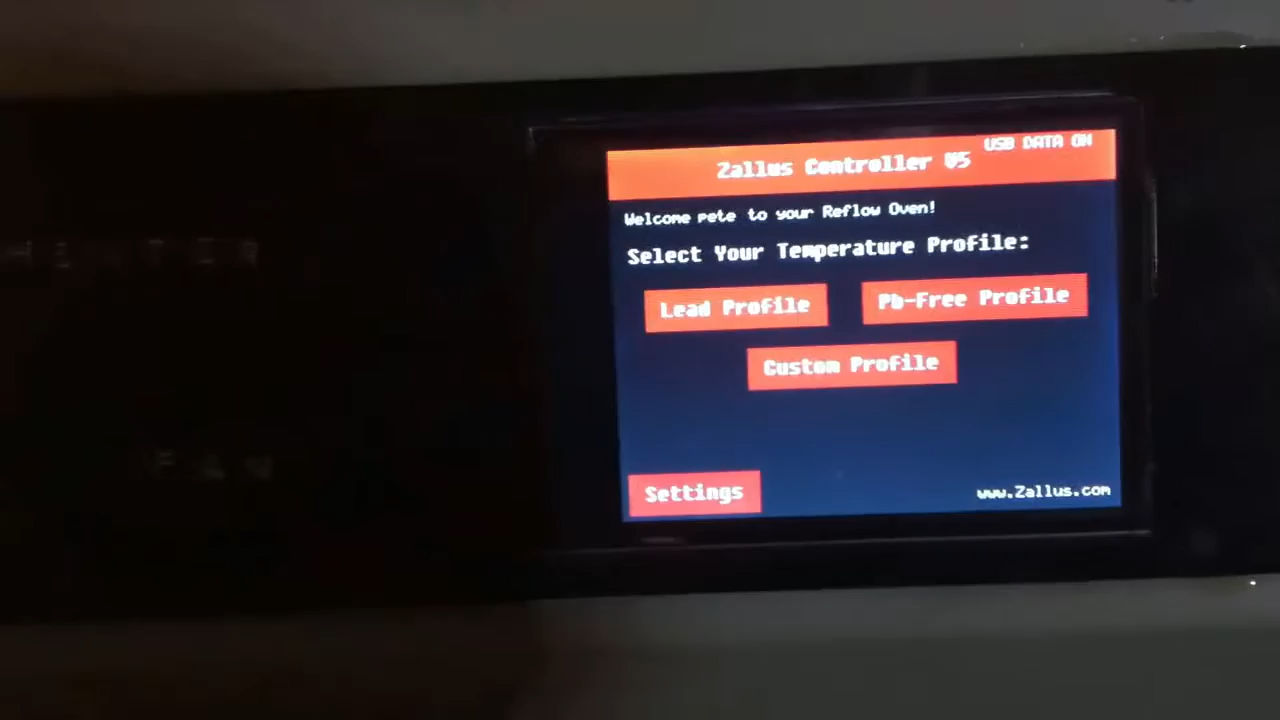 USB DATA ON
Zallus Controller V5
Welcome pete to your Reflow Oven!
Select Your Temperature Profile:
Lead Profile
Pb-Free Profile
Custom Profile
Settings
www.Zallus.com
FAN